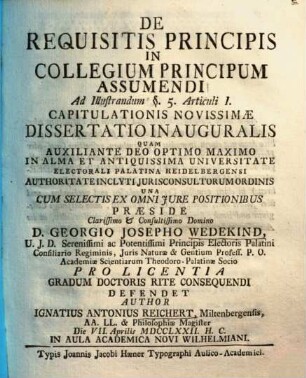 DE
REQUISITIS PRINCIPIS
IN
COLLEGIUM PRINCIPUM
ASSUMENDI
Ad Illustrandum §. 5. Articuli I.
CAPITULATIONIS NOVISSIMÆ
DISSERTATIO INAUGURALIS
QUAM
AUXILIANTE DEO OPTIMO MAXIMO
IN ALMA ET ANTIQUISSIMA UNIVERSITATE
ELECTORALI PALATINA HEIDELBERGENSI
AUTHORITATE INCLYTI JURISCONSULTORUM ORDINIS
UNA
CUM SELECTIS EX OMNI JURE POSITIONIBUS
PRÆSIDE
Clarissimo & Consultissimo Domino
D. GEORGIO JOSEPHO WEDEKIND,
U. J. D. Serenissimi ac Potentissimi Principis Electoris Palatini
Consiliario Regiminis, Juris Naturæ & Gentium Profess. P. O.
Academiæ Scientiarum Theodoro-Palatinæ Socio
PRO LICENTIA
GRADUM DOCTORIS RITE CONSEQUENDI
DEFENDET
AUTHOR
IGNATIUS ANTONIUS REICHERT, Miltenbergensis,
AA. LL. & Philosophiæ Magister
Die VII. Aprilis MDCCLXXII. H. C.
IN AULA ACADEMICA NOVI WILHELMIANI.
Typis Joannis Jacobi Hæner Typographi Aulico-Academici.